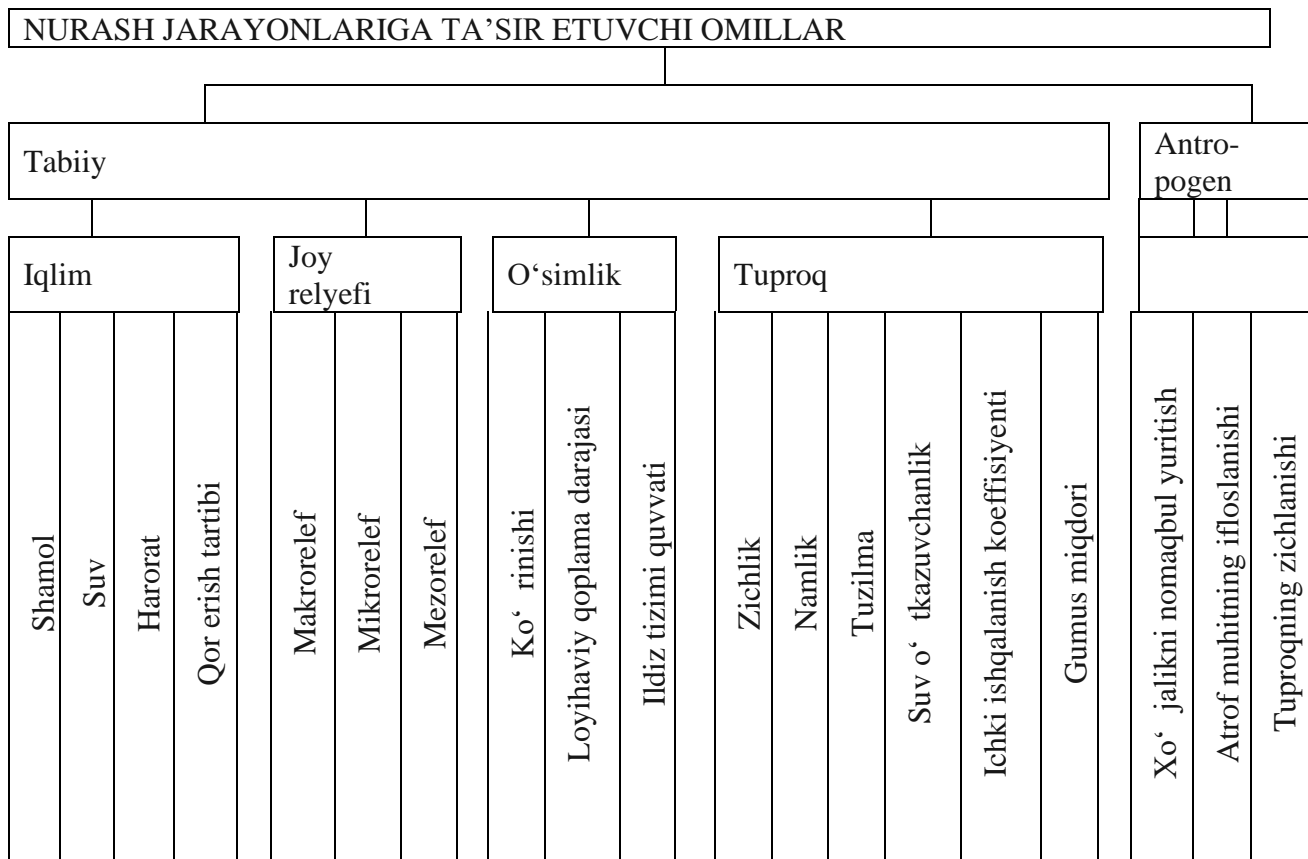 NURASH JARAYONLARIGA TA’SIR ETUVCHI OMILLAR
Tabiiy
Antro-
pogen
Iqlim
Joy
relyefi
O‘simlik
Tuproq
Shamol
Suv
Harorat
Qor erish tartibi
Makrorelef
Mikrorelef
Mezorelef
Ko‘ rinishi
Loyihaviy qoplama darajasi
Ildiz tizimi quvvati
Zichlik
Namlik
Tuzilma
Suv o‘ tkazuvchanlik
Ichki ishqalanish koeffisiyenti
Gumus miqdori
Xo‘ jalikni nomaqbul yuritish
Atrof muhitning ifloslanishi
Tuproqning zichlanishi